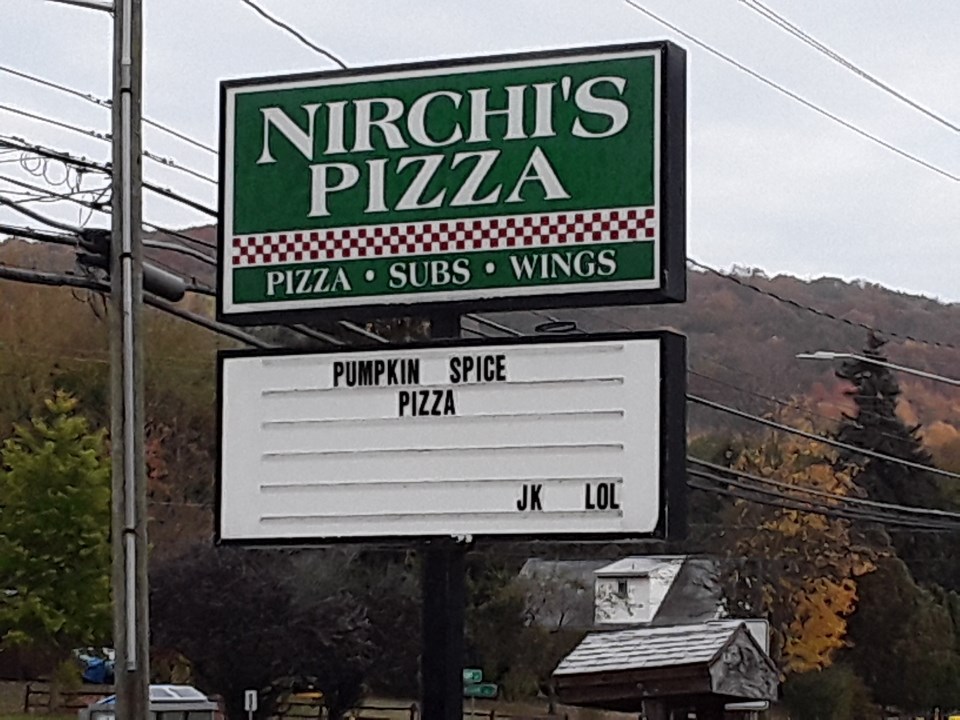 NIRCHI'S
PIZZA
PIZZA • SUBS • WINGS
PUMPKIN SPICE
PIZZA
JK LOL